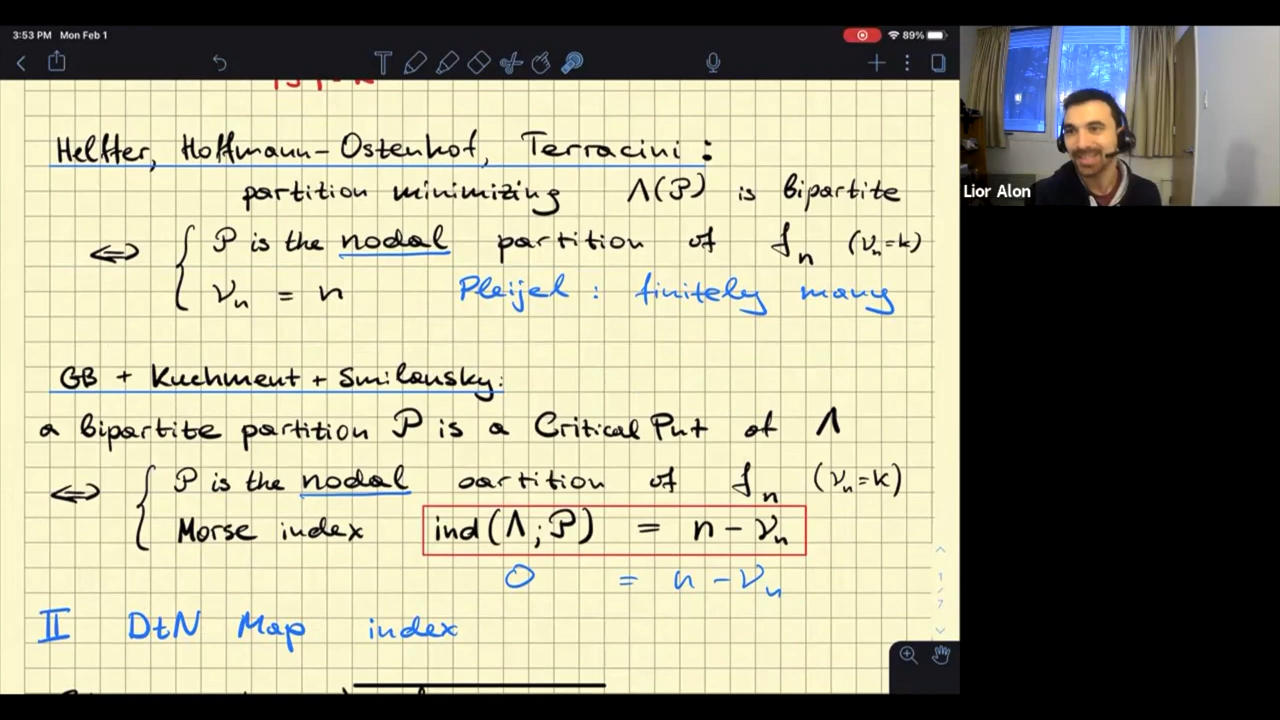 3:53 PM Mon Feb 1
89%
Helffer, Hoffmann-Ostenhof, Terracini:
partition minimizing Λ(P) is bipartite
⇔ { P is the nodal partition of f_n (ν_n = k)
ν_n = n Pleijel: finitely many
GB + Kuchment + Smilansky:
a bipartite partition P is a Critical Pnt of Λ
⇔ { P is the nodal partition of f_n (ν_n = k)
Morse index ind(Λ; P) = n - ν_n
0 = n - ν_n
II DtN Map index
1/7
Lior Alon